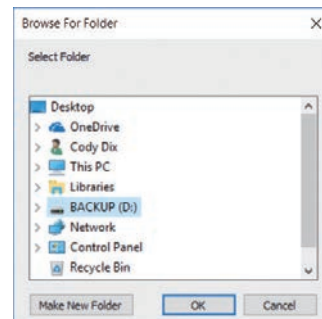 Browse For Folder
Select Folder
Desktop
OneDrive
Cody Dix
This PC
Libraries
BACKUP (D:)
Network
Control Panel
Recycle Bin
Make New Folder OK Cancel